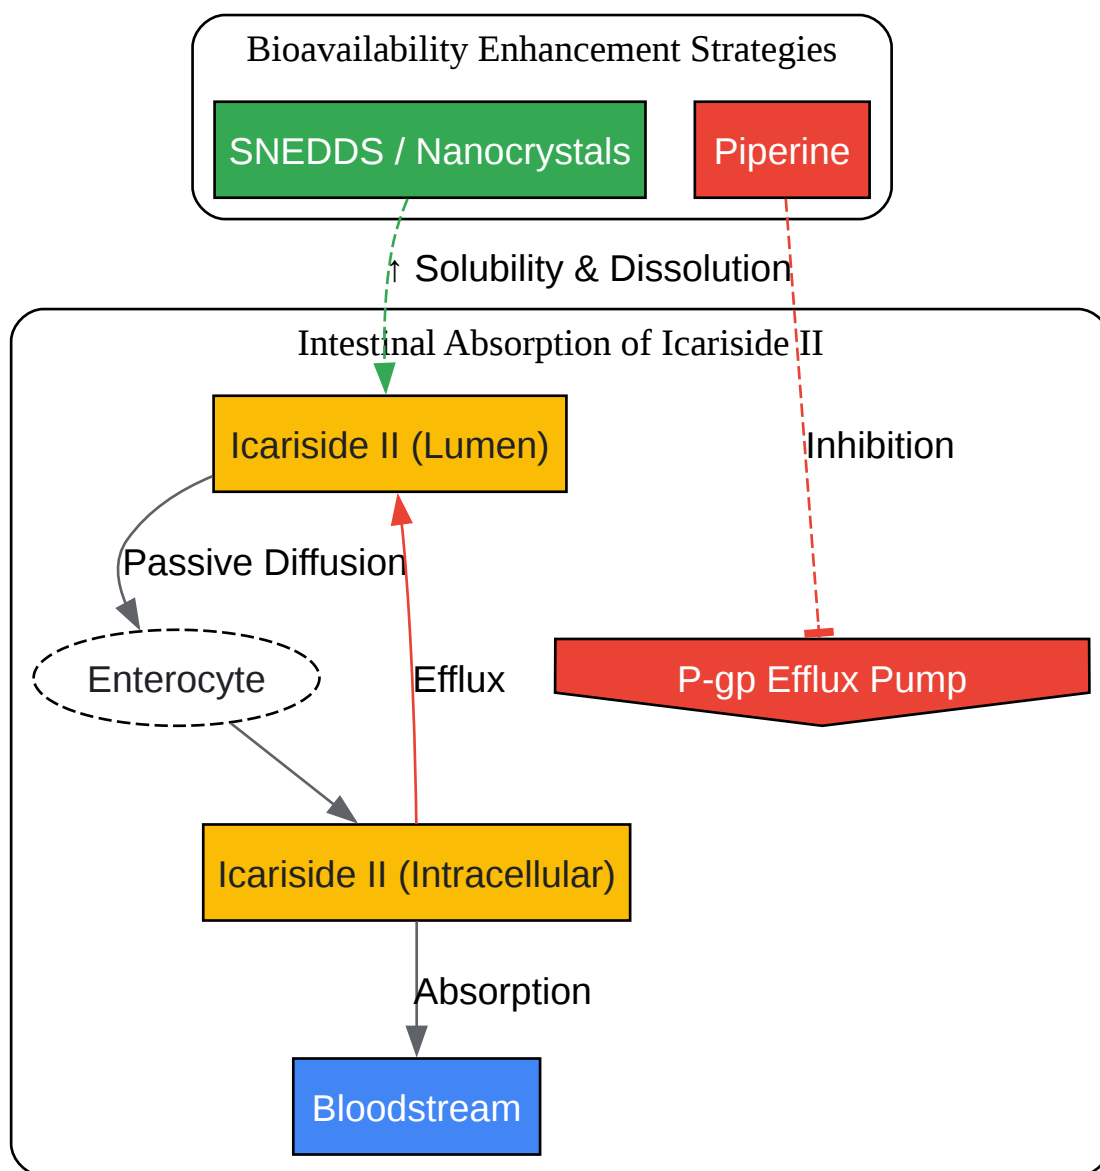 Bioavailability Enhancement Strategies
SNEDDS / Nanocrystals
Piperine
↑ Solubility & Dissolution
Intestinal Absorption of Icariside II
Icariside II (Lumen)
Inhibition
Passive Diffusion
Enterocyte
Efflux
P-gp Efflux Pump
Icariside II (Intracellular)
Absorption
Bloodstream